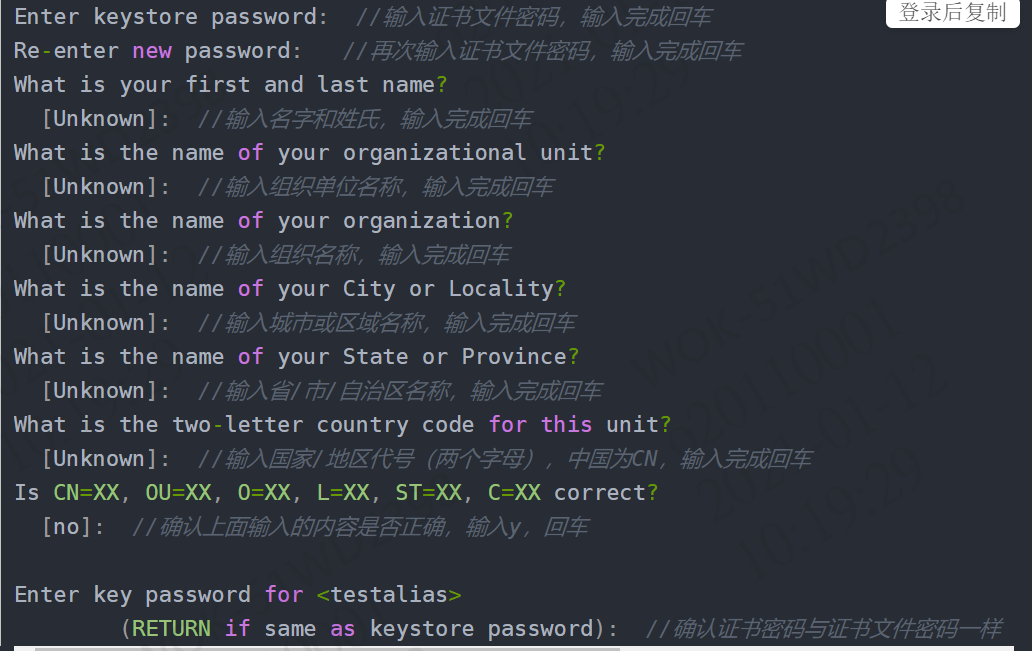 Enter keystore password:  //输入证书文件密码，输入完成回车
登录后复制
Re-enter new password:   //再次输入证书文件密码，输入完成回车
What is your first and last name?
[Unknown]:  //输入名字和姓氏，输入完成回车
What is the name of your organizational unit?
[Unknown]:  //输入组织单位名称，输入完成回车
What is the name of your organization?
[Unknown]:  //输入组织名称，输入完成回车
What is the name of your City or Locality?
[Unknown]:  //输入城市或区域名称，输入完成回车
What is the name of your State or Province?
[Unknown]:  //输入省/市/自治区名称，输入完成回车
What is the two-letter country code for this unit?
[Unknown]:  //输入国家/地区代号（两个字母），中国为CN，输入完成回车
Is CN=XX, OU=XX, O=XX, L=XX, ST=XX, C=XX correct?
[no]:  //确认上面输入的内容是否正确，输入y，回车
Enter key password for <testalias>
(RETURN if same as keystore password):  //确认证书密码与证书文件密码一样